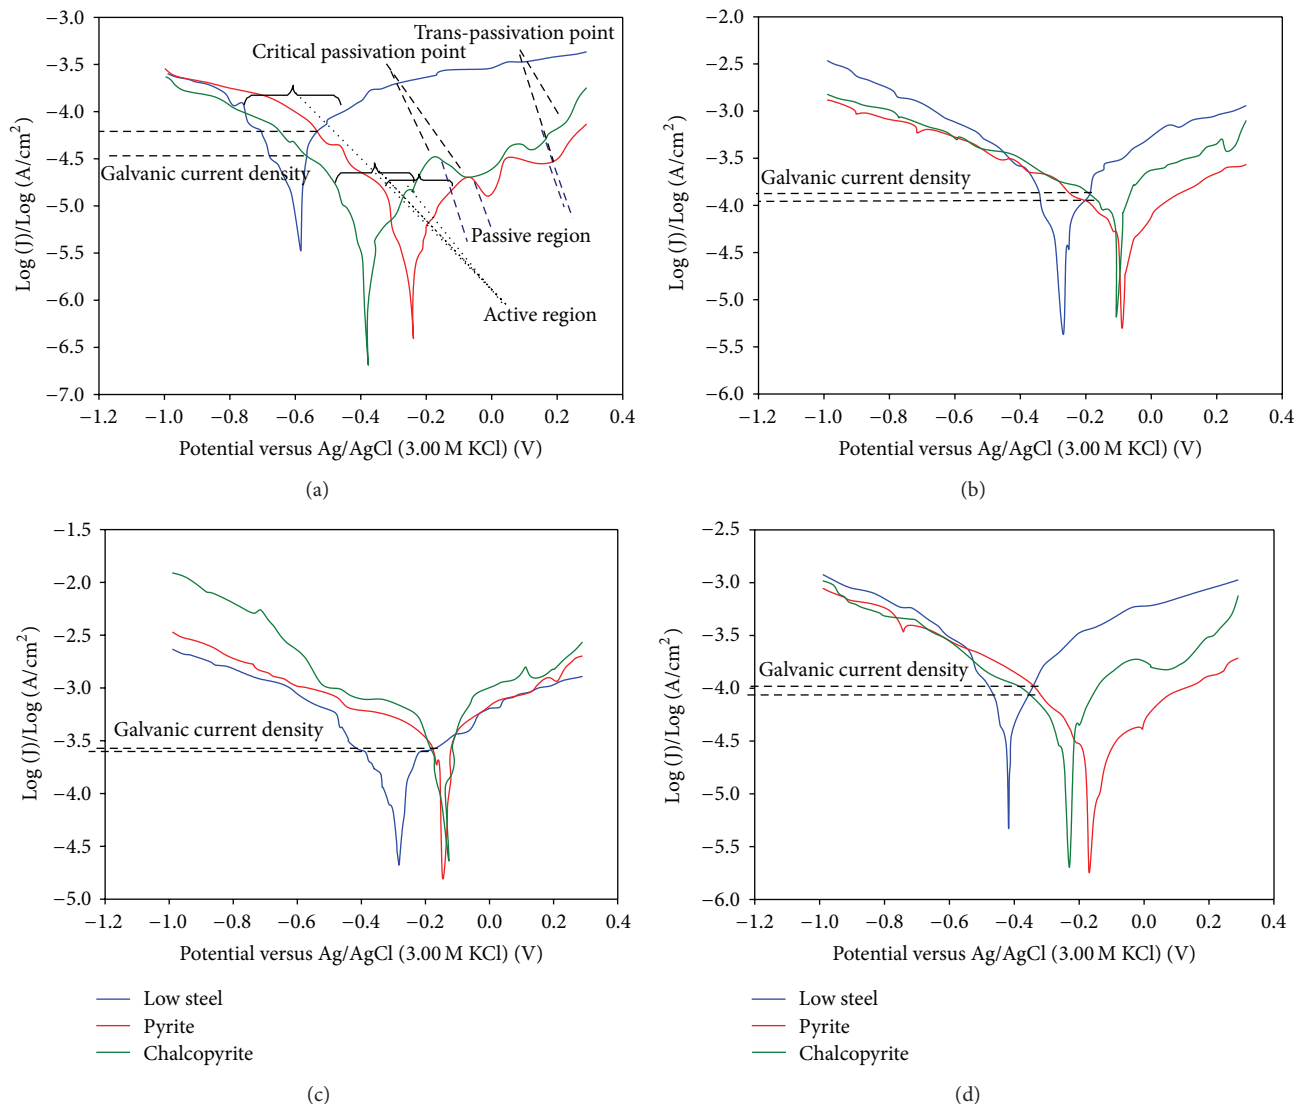 −3.0
−3.5
−4.0
−4.5
−5.0
−5.5
−6.0
−6.5
−7.0
Log (J)/Log (A/cm²)
Trans-passivation point
Critical passivation point
Galvanic current density
Passive region
Active region
−1.2 −1.0 −0.8 −0.6 −0.4 −0.2 0.0 0.2 0.4
Potential versus Ag/AgCl (3.00 M KCl) (V)
(a)
−2.0
−2.5
−3.0
−3.5
−4.0
−4.5
−5.0
−5.5
−6.0
Log (J)/Log (A/cm²)
Galvanic current density
−1.2 −1.0 −0.8 −0.6 −0.4 −0.2 0.0 0.2 0.4
Potential versus Ag/AgCl (3.00 M KCl) (V)
(b)
−1.5
−2.0
−2.5
−3.0
−3.5
−4.0
−4.5
−5.0
Log (J)/Log (A/cm²)
Galvanic current density
−1.2 −1.0 −0.8 −0.6 −0.4 −0.2 0.0 0.2 0.4
Potential versus Ag/AgCl (3.00 M KCl) (V)
Low steel
Pyrite
Chalcopyrite
(c)
−2.5
−3.0
−3.5
−4.0
−4.5
−5.0
−5.5
−6.0
Log (J)/Log (A/cm²)
Galvanic current density
−1.2 −1.0 −0.8 −0.6 −0.4 −0.2 0.0 0.2 0.4
Potential versus Ag/AgCl (3.00 M KCl) (V)
Low steel
Pyrite
Chalcopyrite
(d)